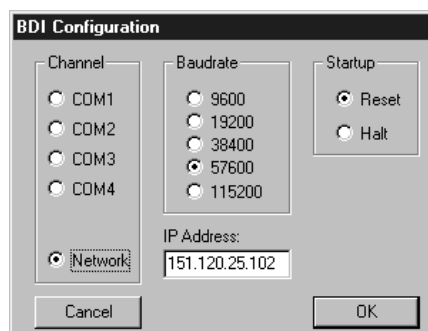 BDI Configuration
Channel
COM1
COM2
COM3
COM4
Network
Baudrate
9600
19200
38400
57600
115200
IP Address:
151.120.25.102
Startup
Reset
Halt
Cancel
OK